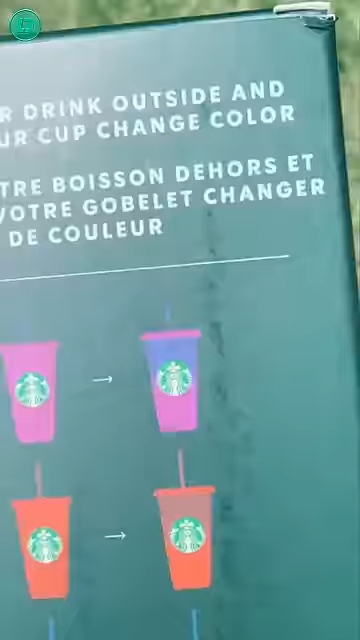 R DRINK OUTSIDE AND
UR CUP CHANGE COLOR
TRE BOISSON DEHORS ET
VOTRE GOBELET CHANGER
DE COULEUR